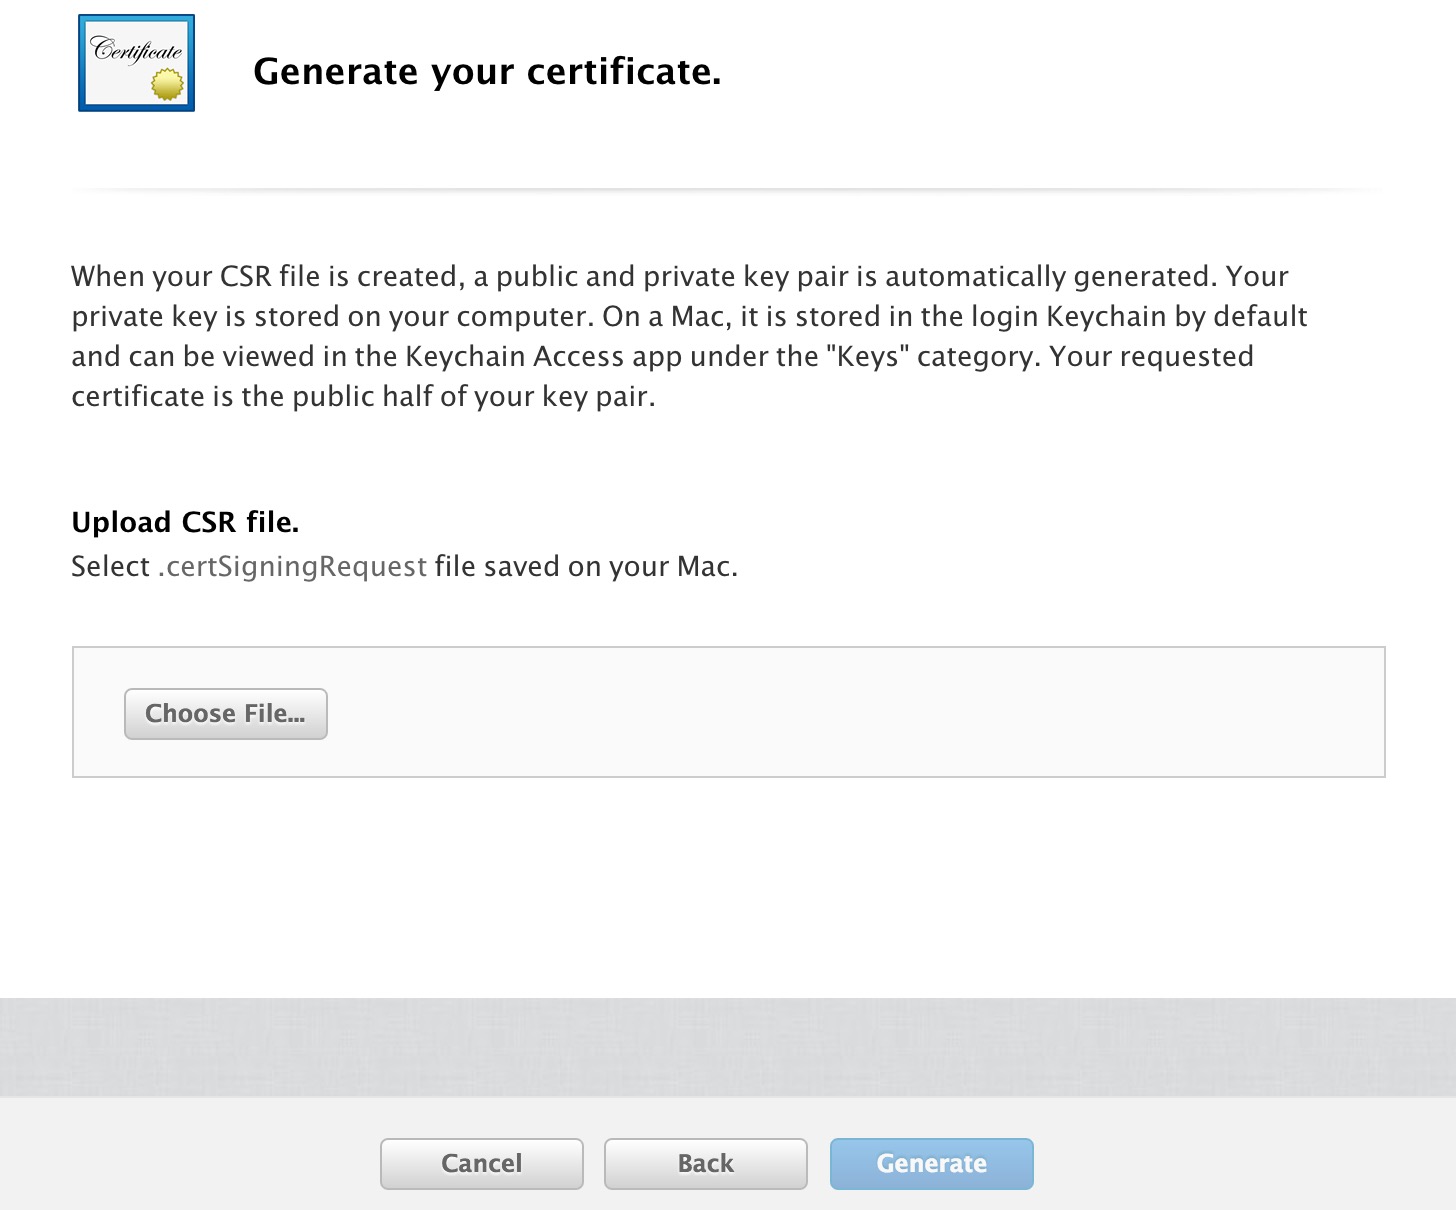 Certificate
Generate your certificate.
When your CSR file is created, a public and private key pair is automatically generated. Your
private key is stored on your computer. On a Mac, it is stored in the login Keychain by default
and can be viewed in the Keychain Access app under the "Keys" category. Your requested
certificate is the public half of your key pair.
Upload CSR file.
Select .certSigningRequest file saved on your Mac.
Choose File...
Cancel
Back
Generate